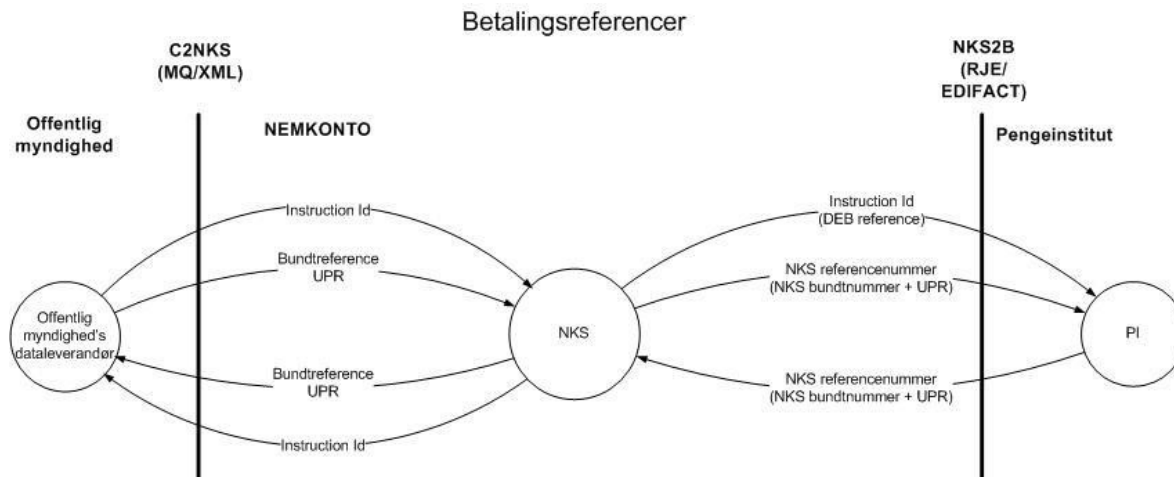 Betalingsreferencer
C2NKS
(MQ/XML)
NKS2B
(RJE/
EDIFACT)
Offentlig
myndighed
NEMKONTO
Pengeinstitut
Instruction Id
Bundtreference
UPR
Instruction Id
(DEB reference)
NKS referencenummer
(NKS bundtnummer + UPR)
Offentlig
myndighed's
dataleverandør
NKS
PI
Bundtreference
UPR
Instruction Id
NKS referencenummer
(NKS bundtnummer + UPR)